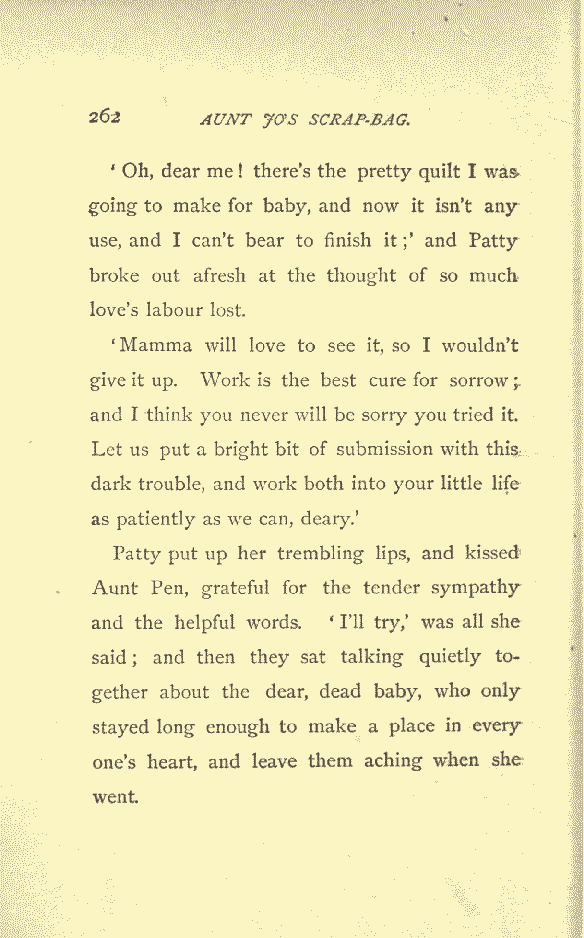 262 AUNT JO'S SCRAP-BAG.
' Oh, dear me! there's the pretty quilt I was
going to make for baby, and now it isn't any
use, and I can't bear to finish it ;' and Patty
broke out afresh at the thought of so much
love's labour lost.
'Mamma will love to see it, so I wouldn't
give it up. Work is the best cure for sorrow ;
and I think you never will be sorry you tried it.
Let us put a bright bit of submission with this
dark trouble, and work both into your little life
as patiently as we can, deary.'
Patty put up her trembling lips, and kissed
Aunt Pen, grateful for the tender sympathy
and the helpful words. 'I'll try,' was all she
said ; and then they sat talking quietly to-
gether about the dear, dead baby, who only
stayed long enough to make a place in every
one's heart, and leave them aching when she
went.